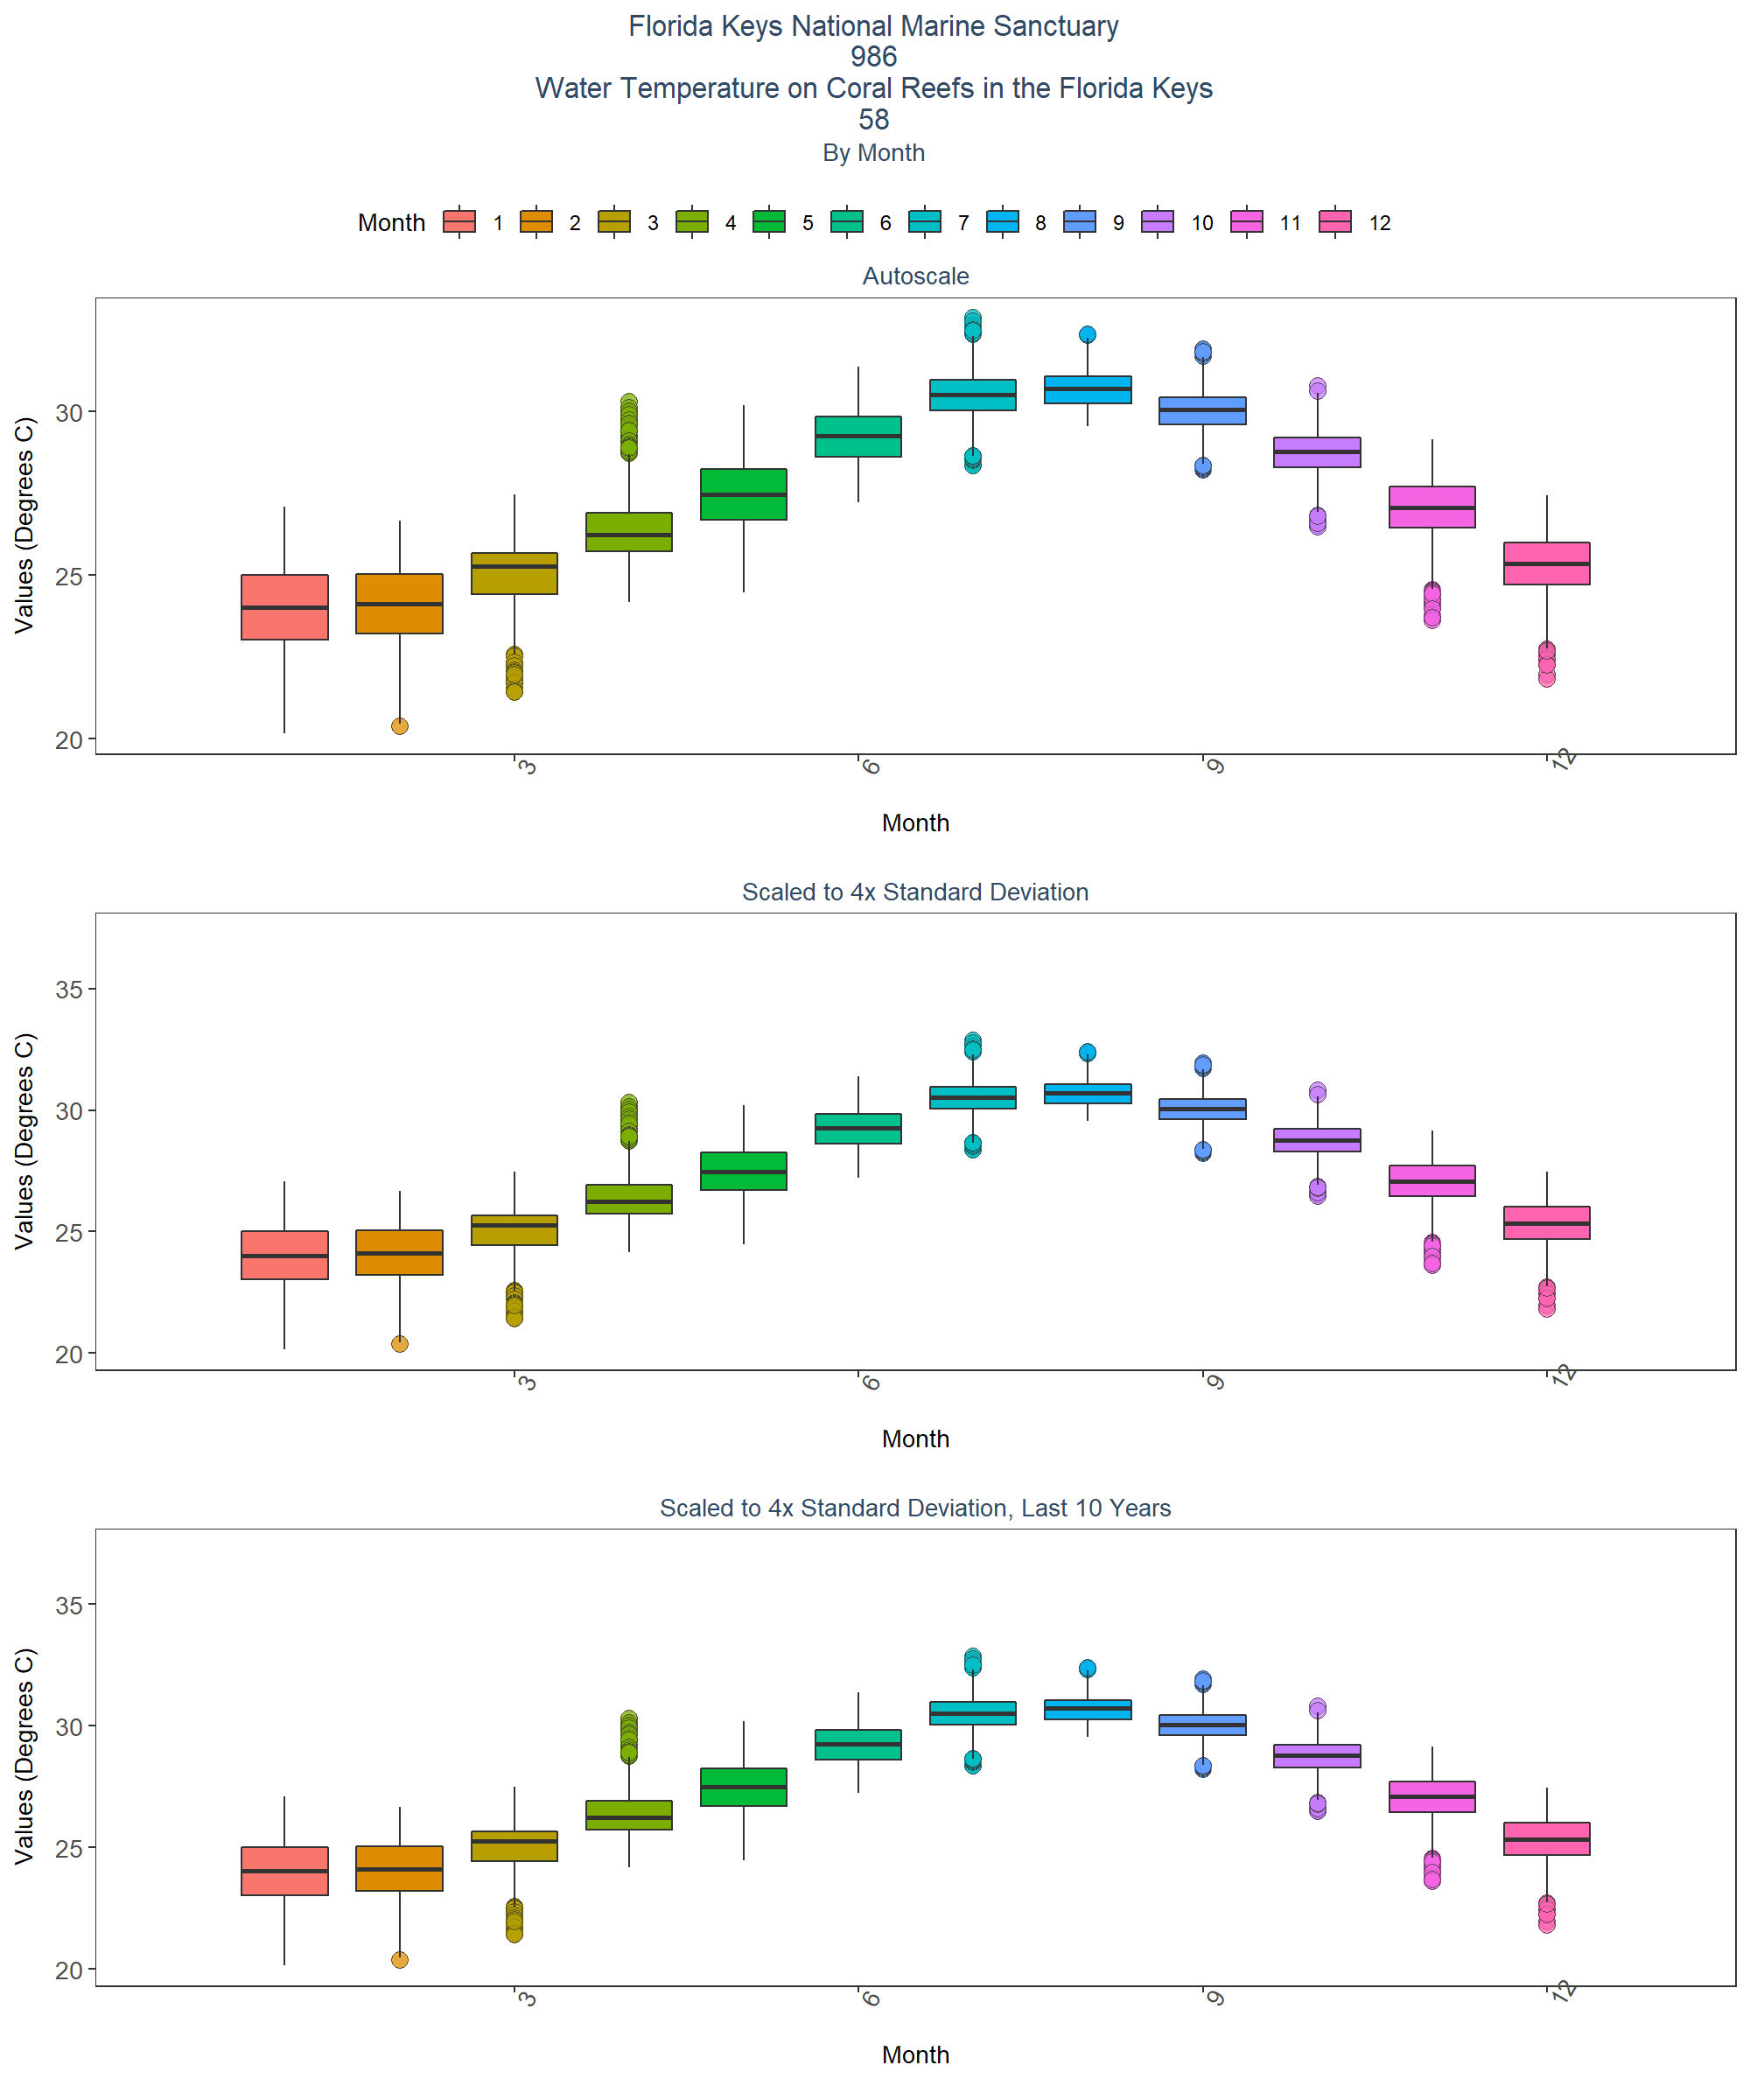 Florida Keys National Marine Sanctuary
986
Water Temperature on Coral Reefs in the Florida Keys
58
By Month
Month 1 2 3 4 5 6 7 8 9 10 11 12
Autoscale
Values (Degrees C)
30
25
20
3 6 9 12
Month
Scaled to 4x Standard Deviation
Values (Degrees C)
35
30
25
20
3 6 9 12
Month
Scaled to 4x Standard Deviation, Last 10 Years
Values (Degrees C)
35
30
25
20
3 6 9 12
Month